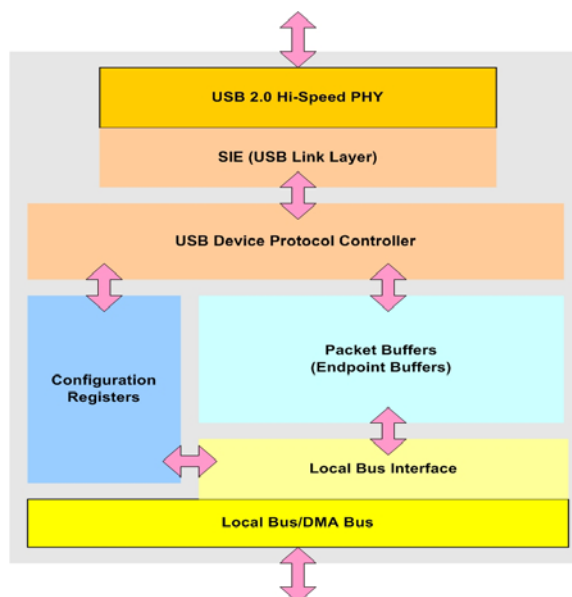 USB 2.0 Hi-Speed PHY
SIE (USB Link Layer)
USB Device Protocol Controller
Packet Buffers
(Endpoint Buffers)
Configuration
Registers
Local Bus Interface
Local Bus/DMA Bus